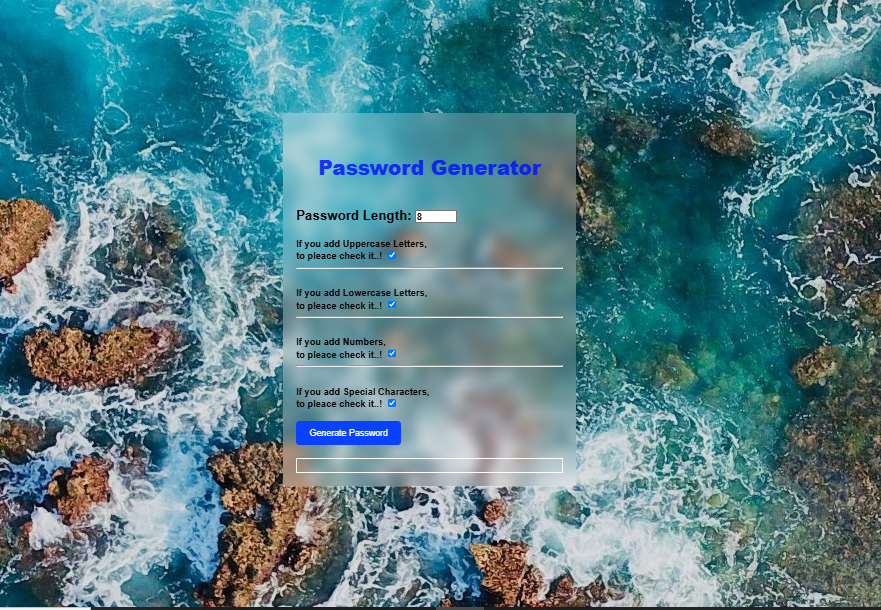 Password Generator
Password Length: 8
If you add Uppercase Letters,
to pleace check it..!
If you add Lowercase Letters,
to pleace check it..!
If you add Numbers,
to pleace check it..!
If you add Special Characters,
to pleace check it..!
Generate Password